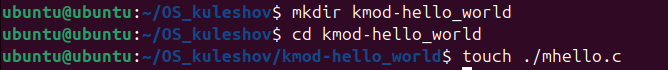 ubuntu@ubuntu:~/OS_kuleshov$ mkdir kmod-hello_world
ubuntu@ubuntu:~/OS_kuleshov$ cd kmod-hello_world
ubuntu@ubuntu:~/OS_kuleshov/kmod-hello_world$ touch ./mhello.c